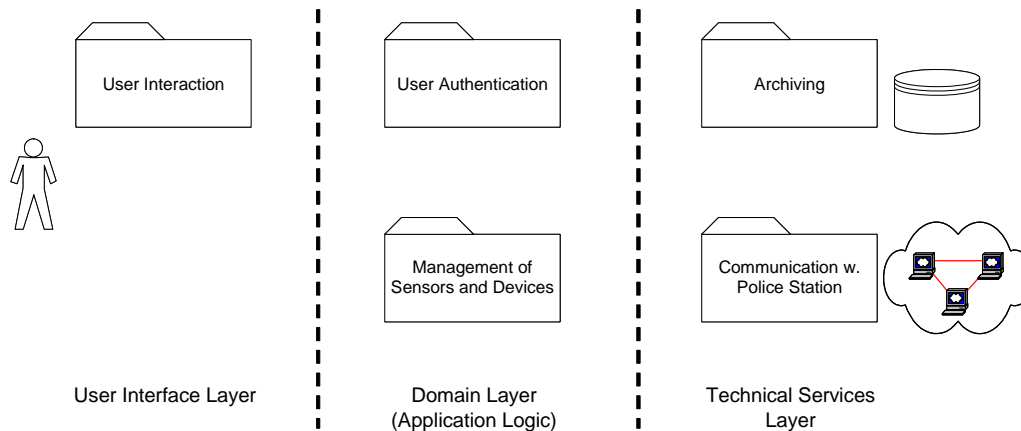 User Interaction
User Authentication
Archiving
Management of
Sensors and Devices
Communication w.
Police Station
User Interface Layer
Domain Layer
(Application Logic)
Technical Services
Layer